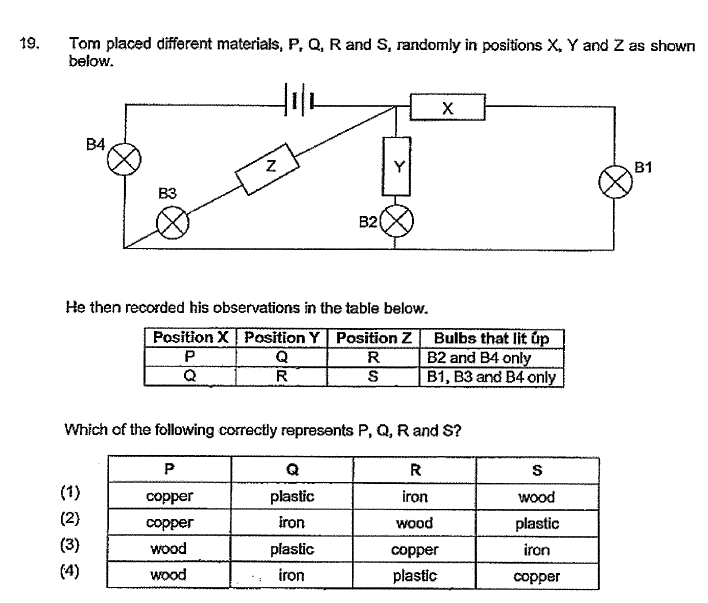 19. Tom placed different materials, P, Q, R and S, randomly in positions X, Y and Z as shown
below.
X
B4
Z
Y
B1
B3
B2
He then recorded his observations in the table below.
Position X Position Y Position Z Bulbs that lit up
P Q R B2 and B4 only
Q R S B1, B3 and B4 only
Which of the following correctly represents P, Q, R and S?
P Q R S
(1) copper plastic iron wood
(2) copper iron wood plastic
(3) wood plastic copper iron
(4) wood iron plastic copper